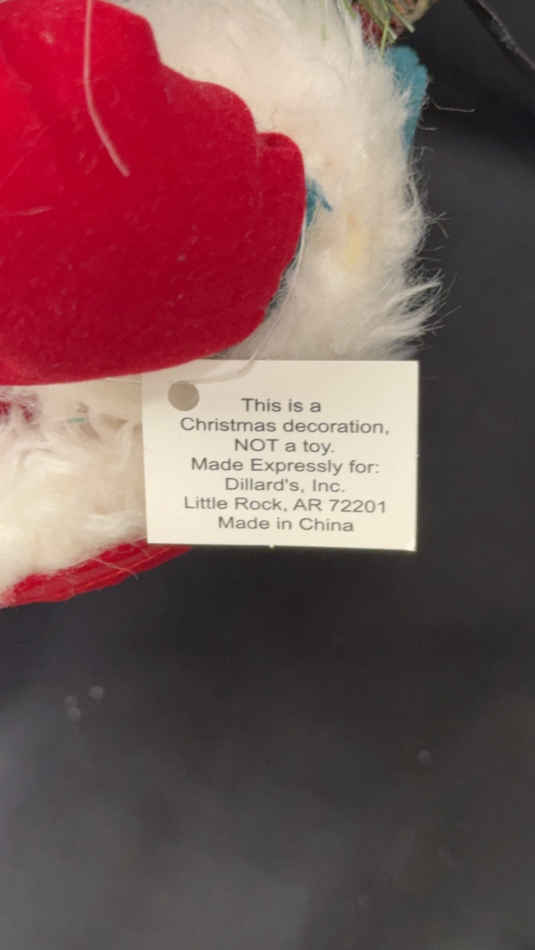 This is a
Christmas decoration,
NOT a toy.
Made Expressly for:
Dillard's, Inc.
Little Rock, AR 72201
Made in China